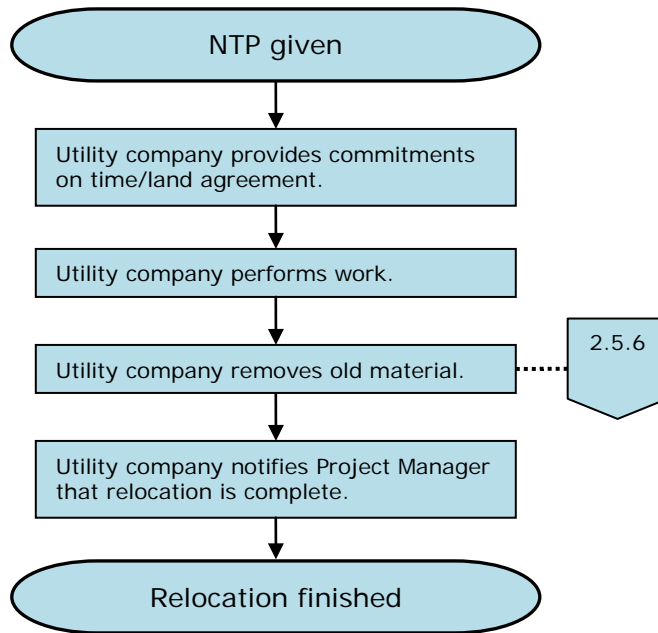 NTP given
Utility company provides commitments
on time/land agreement.
Utility company performs work.
Utility company removes old material.
2.5.6
Utility company notifies Project Manager
that relocation is complete.
Relocation finished